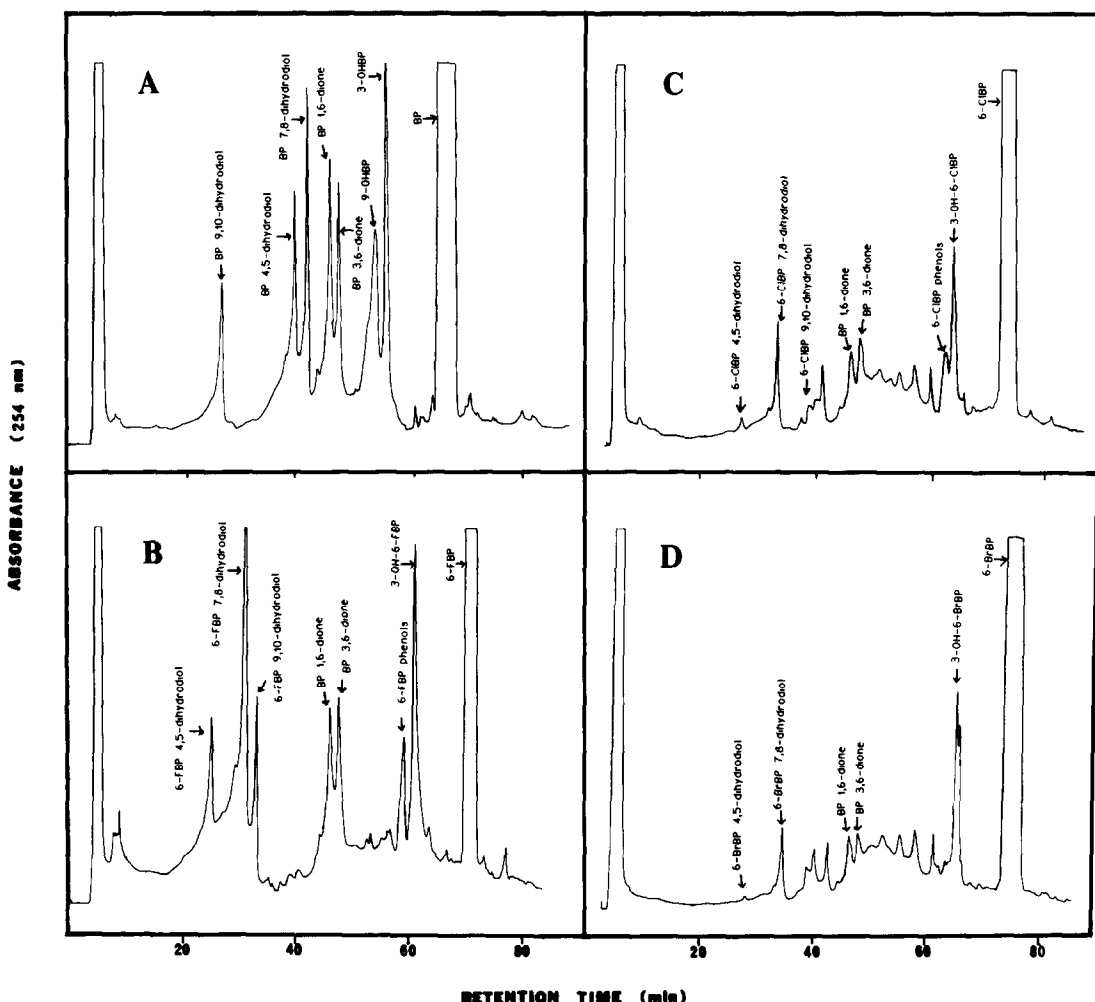 ABSORBANCE (254 nm)
A
BP 9,10-dihydrodiol
BP 4,5-dihydrodiol
BP 7,8-dihydrodiol
BP 1,6-dione
BP 3,6-dione
9-OHBP
3-OHBP
BP
C
6-ClBP 4,5-dihydrodiol
6-ClBP 7,8-dihydrodiol
6-ClBP 9,10-dihydrodiol
BP 1,6-dione
BP 3,6-dione
6-ClBP phenols
3-OH-6-ClBP
6-ClBP
B
6-FBP 4,5-dihydrodiol
6-FBP 7,8-dihydrodiol
6-FBP 9,10-dihydrodiol
BP 1,6-dione
BP 3,6-dione
6-FBP phenols
3-OH-6-FBP
6-FBP
D
6-BrBP 4,5-dihydrodiol
6-BrBP 7,8-dihydrodiol
BP 1,6-dione
BP 3,6-dione
3-OH-6-BrBP
6-BrBP
20 40 60 80
20 40 60 80
RETENTION TIME (min)